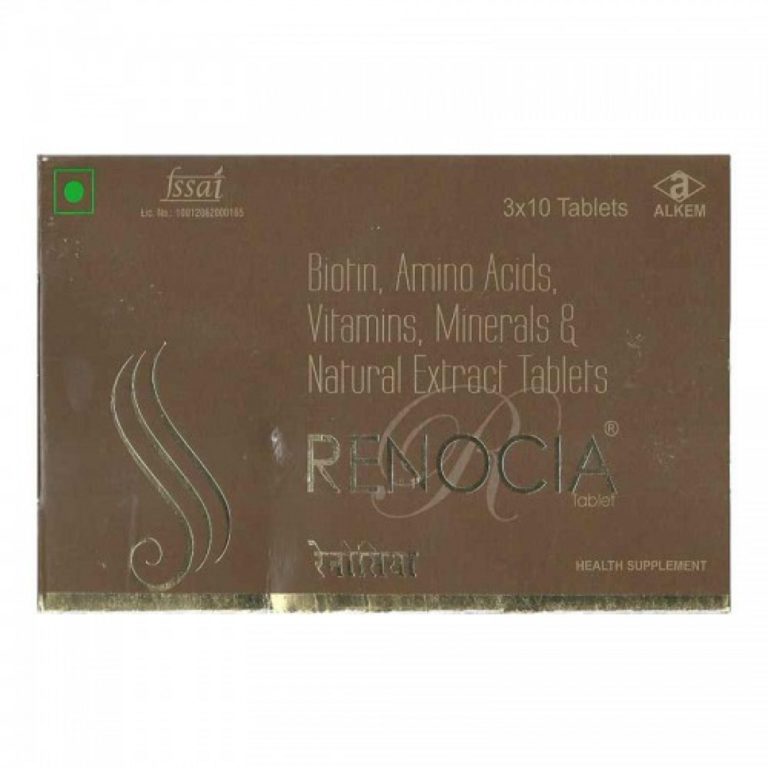 fssai
Lic. No.: 10012062000165
3x10 Tablets
a
ALKEM
Biotin, Amino Acids,
Vitamins, Minerals &
Natural Extract Tablets
R
RENOCIA®
Tablet
रेनोसिया
HEALTH SUPPLEMENT